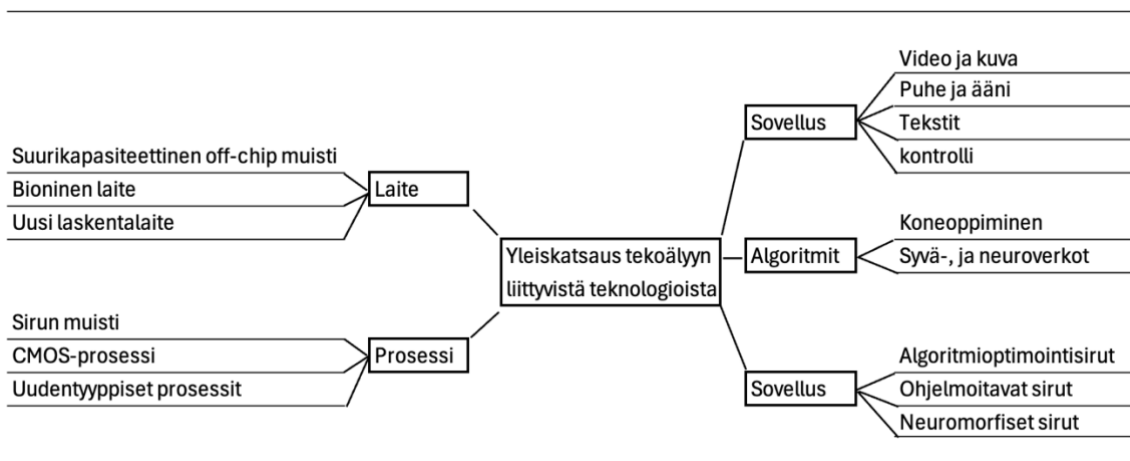 Suurikapasiteettinen off-chip muisti
Bioninen laite
Uusi laskentalaite
Laite
Sirun muisti
CMOS-prosessi
Uudentyyppiset prosessit
Prosessi
Yleiskatsaus tekoälyyn
liittyvistä teknologioista
Sovellus
Video ja kuva
Puhe ja ääni
Tekstit
kontrolli
Algoritmit
Koneoppiminen
Syvä-, ja neuroverkot
Sovellus
Algoritmioptimointisirut
Ohjelmoitavat sirut
Neuromorfiset sirut